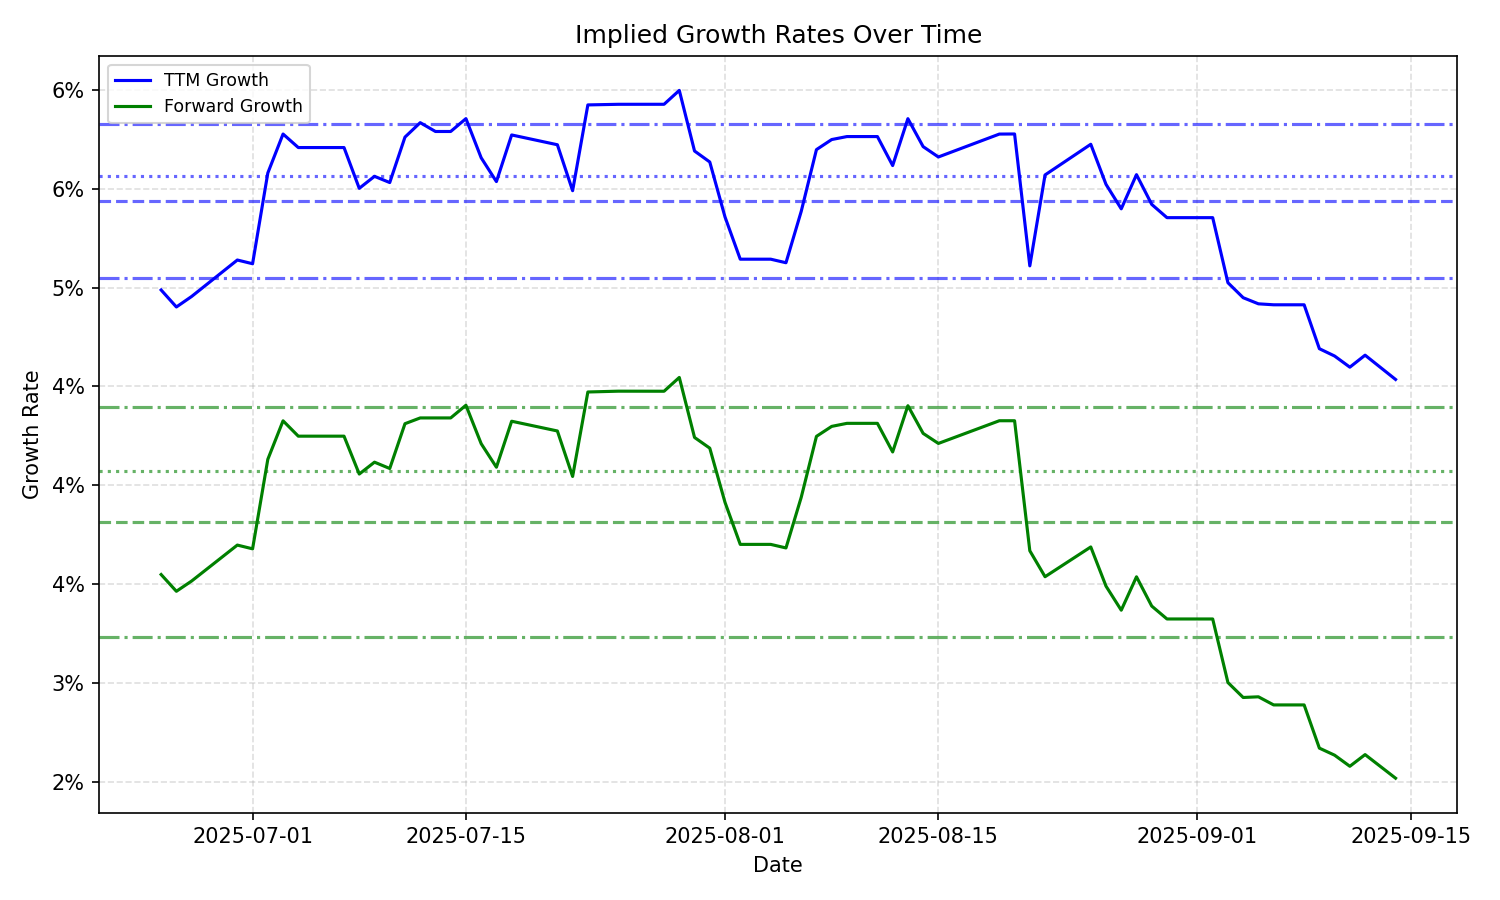 Implied Growth Rates Over Time
TTM Growth
Forward Growth
6%
6%
5%
4%
4%
4%
3%
2%
Growth Rate
2025-07-01
2025-07-15
2025-08-01
2025-08-15
2025-09-01
2025-09-15
Date